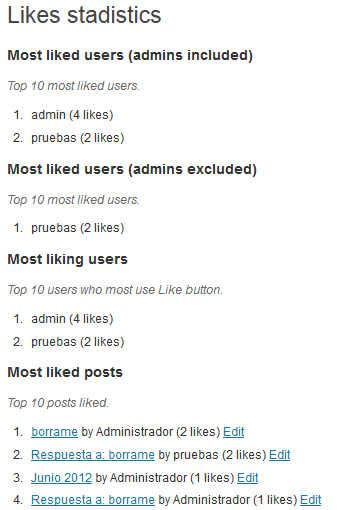 Likes stadistics
Most liked users (admins included)
Top 10 most liked users.
1. admin (4 likes)
2. pruebas (2 likes)
Most liked users (admins excluded)
Top 10 most liked users.
1. pruebas (2 likes)
Most liking users
Top 10 users who most use Like button.
1. admin (4 likes)
2. pruebas (2 likes)
Most liked posts
Top 10 posts liked.
1. borrame by Administrador (2 likes) Edit
2. Respuesta a: borrame by pruebas (2 likes) Edit
3. Junio 2012 by Administrador (1 likes) Edit
4. Respuesta a: borrame by Administrador (1 likes) Edit